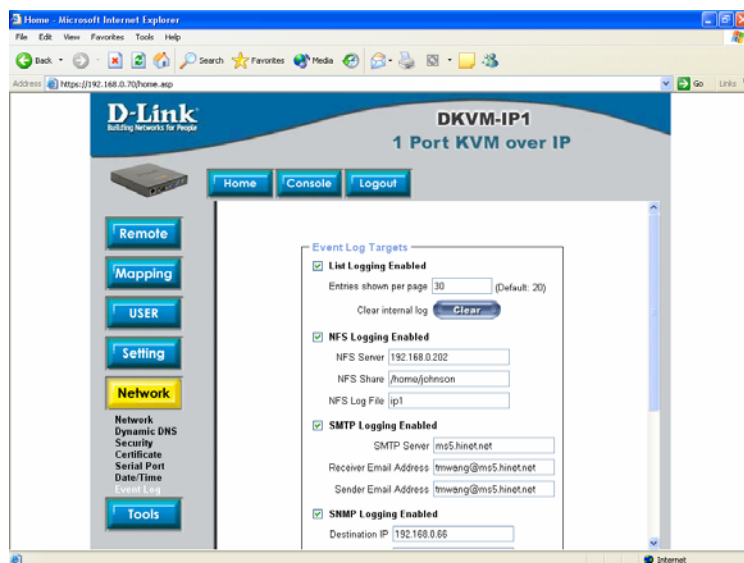 Home - Microsoft Internet Explorer
File Edit View Favorites Tools Help
Back Search Favorites Media
Address https://192.168.0.70/home.asp Go Links
D-Link
Building Networks for People
DKVM-IP1
1 Port KVM over IP
Home Console Logout
Remote
Mapping
USER
Setting
Network
Network
Dynamic DNS
Security
Certificate
Serial Port
Date/Time
Event Log
Tools
Event Log Targets
List Logging Enabled
Entries shown per page 30 (Default: 20)
Clear internal log Clear
NFS Logging Enabled
NFS Server 192.168.0.202
NFS Share /home/johnson
NFS Log File ip1
SMTP Logging Enabled
SMTP Server ms5.hinet.net
Receiver Email Address tmwang@ms5.hinet.net
Sender Email Address tmwang@ms5.hinet.net
SNMP Logging Enabled
Destination IP 192.168.0.66
Internet